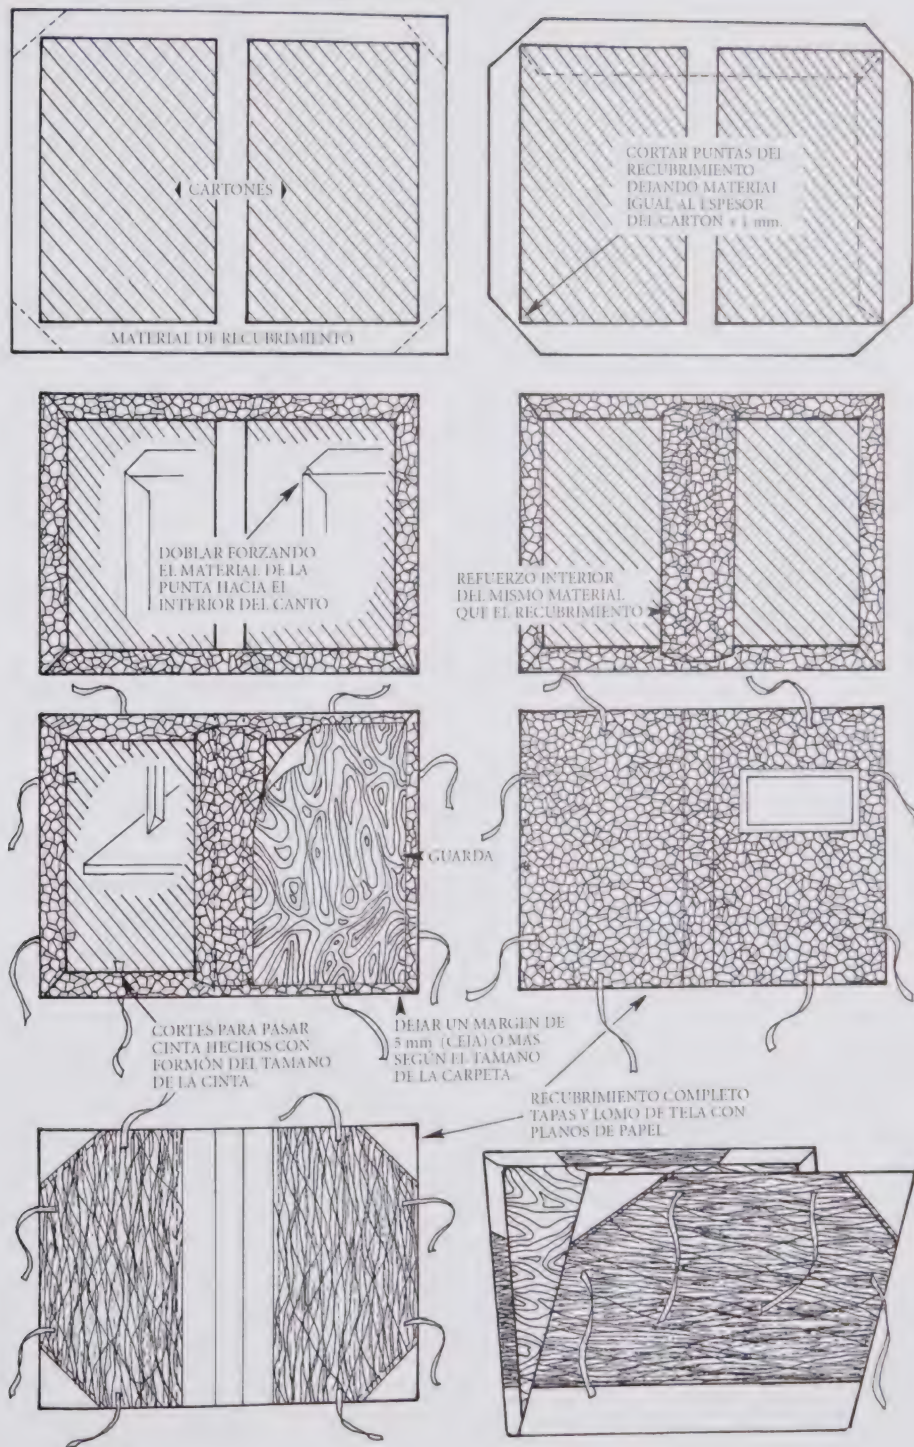 CARTONES
MATERIAL DE RECUBRIMIENTO
CORTAR PUNTAS DEL
RECUBRIMIENTO
DEJANDO MATERIAL
IGUAL AL ESPESOR
DEL CARTON + 1 mm.
DOBLAR FORZANDO
EL MATERIAL DE LA
PUNTA HACIA EL
INTERIOR DEL CANTO
REFUERZO INTERIOR
DEL MISMO MATERIAL
QUE EL RECUBRIMIENTO
GUARDA
CORTES PARA PASAR
CINTA HECHOS CON
FORMÓN DEL TAMANO
DE LA CINTA
DEJAR UN MARGEN DE
5 mm (CEJA) O MAS
SEGÚN EL TAMANO
DE LA CARPETA
RECUBRIMIENTO COMPLETO
TAPAS Y LOMO DE TELA CON
PLANOS DE PAPEL